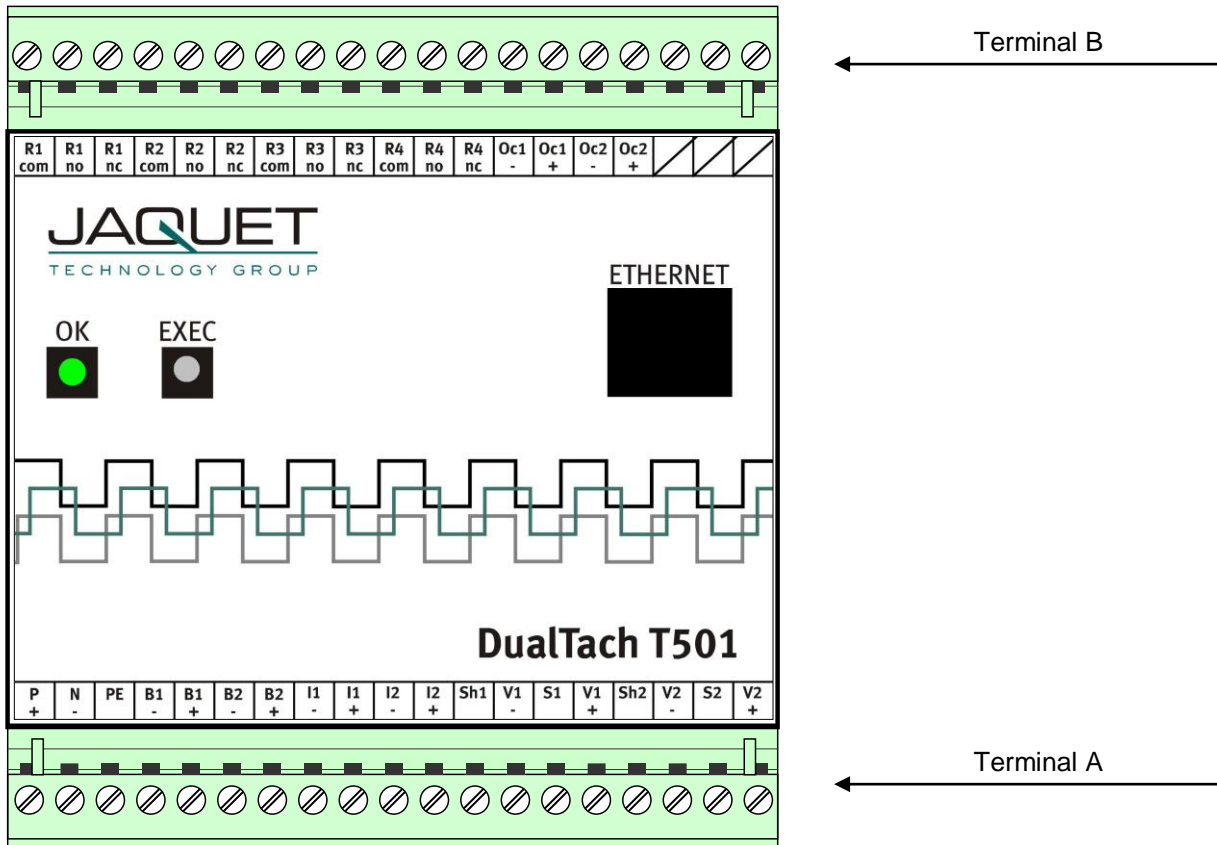 Terminal B
R1 R1 R1 R2 R2 R2 R3 R3 R3 R4 R4 R4 Oc1 Oc1 Oc2 Oc2
com no nc com no nc com no nc com no nc - + - +
JAQUET
TECHNOLOGY GROUP
ETHERNET
OK EXEC
DualTach T501
P N PE B1 B1 B2 B2 I1 I1 I2 I2 Sh1 V1 S1 V1 Sh2 V2 S2 V2
+ - - + - + - + - + - + - +
Terminal A